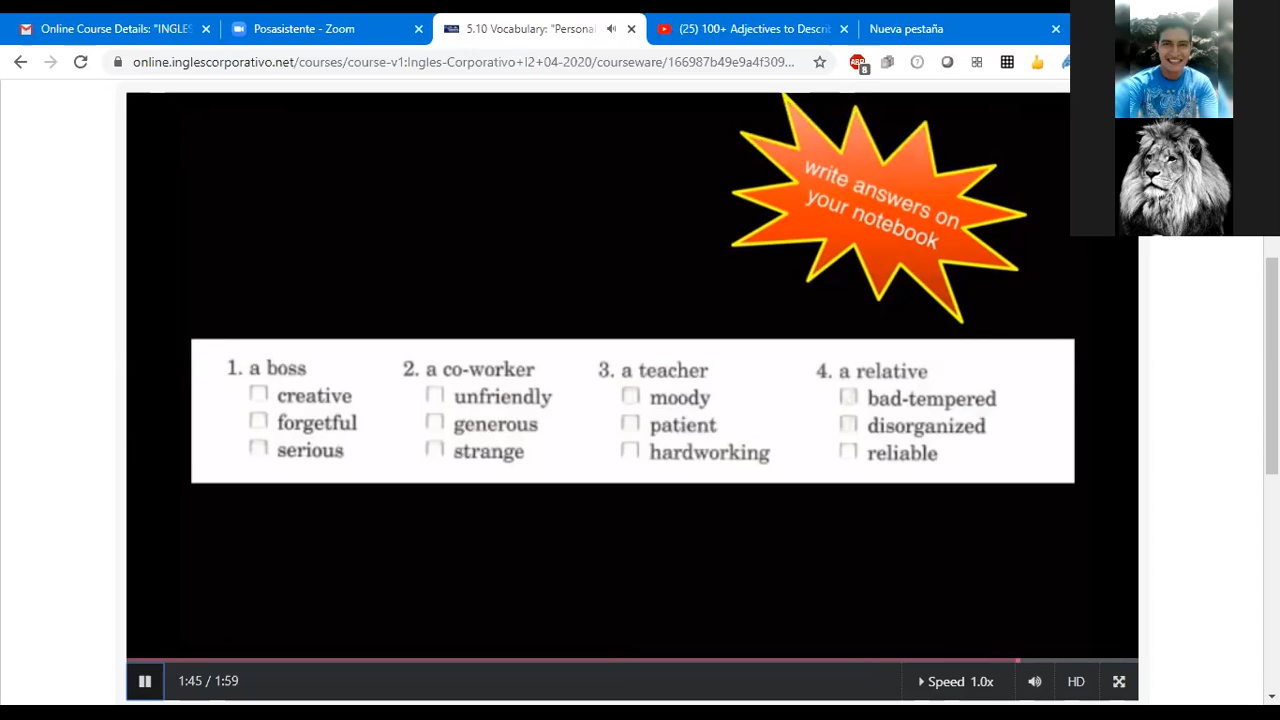 Online Course Details: "INGLES
Posasistente - Zoom
5.10 Vocabulary: "Personal
(25) 100+ Adjectives to Descri
Nueva pestaña
online.inglescorporativo.net/courses/course-v1:Ingles-Corporativo+I2+04-2020/courseware/166987b49e9a4f309...
ABP
8
write answers on
your notebook
1. a boss
creative
forgetful
serious
2. a co-worker
unfriendly
generous
strange
3. a teacher
moody
patient
hardworking
4. a relative
bad-tempered
disorganized
reliable
1:45 / 1:59
Speed 1.0x
HD